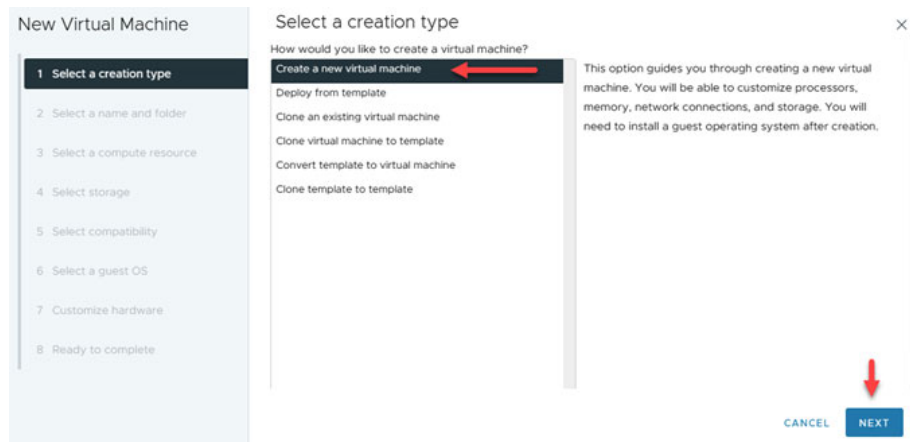 New Virtual Machine
1 Select a creation type
2 Select a name and folder
3 Select a compute resource
4 Select storage
5 Select compatibility
6 Select a guest OS
7 Customize hardware
8 Ready to complete
Select a creation type
How would you like to create a virtual machine?
Create a new virtual machine
Deploy from template
Clone an existing virtual machine
Clone virtual machine to template
Convert template to virtual machine
Clone template to template
This option guides you through creating a new virtual
machine. You will be able to customize processors,
memory, network connections, and storage. You will
need to install a guest operating system after creation.
CANCEL
NEXT